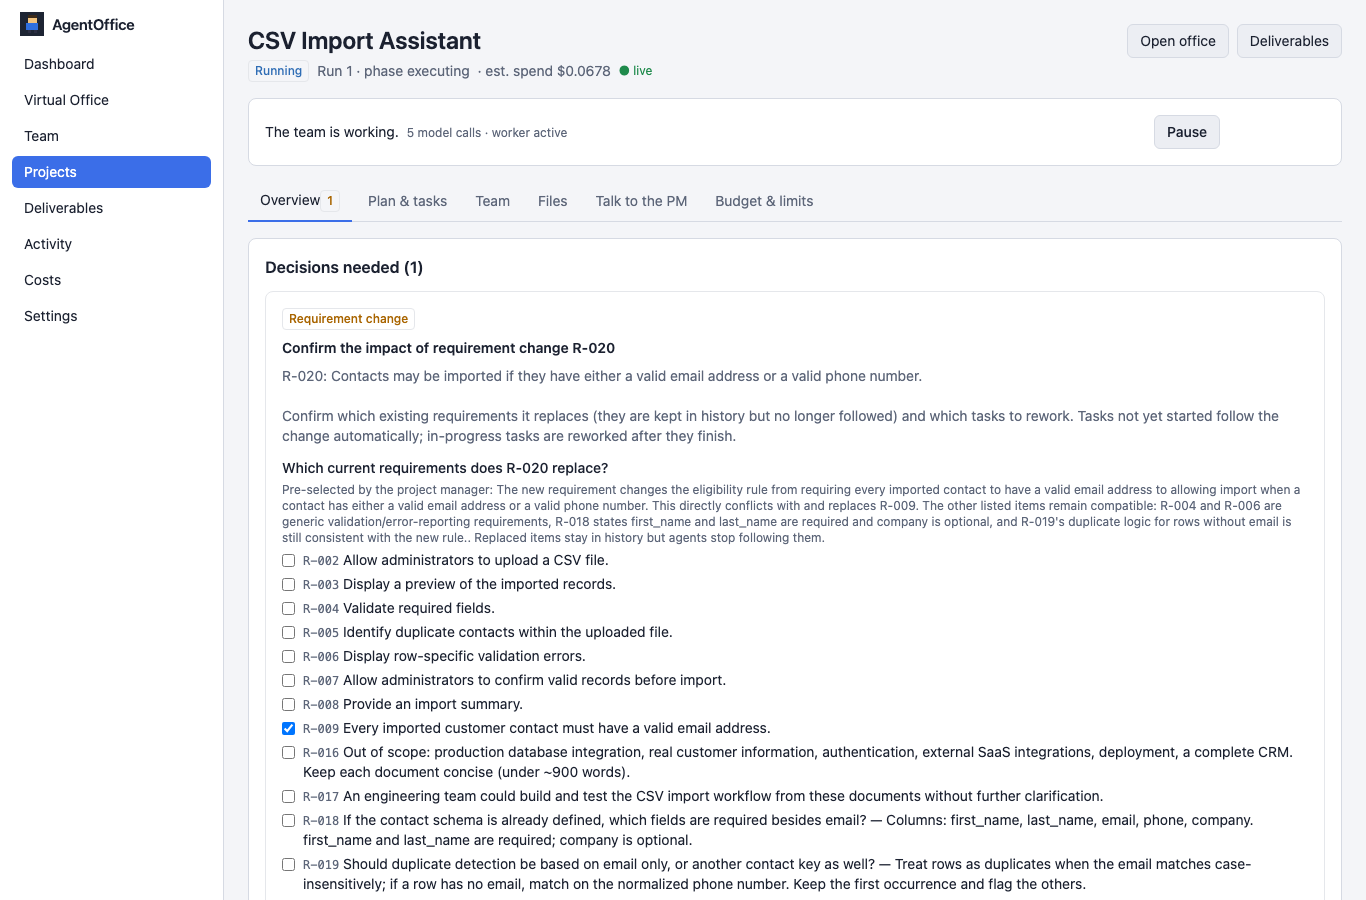 AgentOffice
Dashboard
Virtual Office
Team
Projects
Deliverables
Activity
Costs
Settings
CSV Import Assistant
Open office
Deliverables
Running
Run 1 · phase executing · est. spend $0.0678
live
The team is working.
5 model calls · worker active
Pause
Overview 1
Plan & tasks
Team
Files
Talk to the PM
Budget & limits
Decisions needed (1)
Requirement change
Confirm the impact of requirement change R-020
R-020: Contacts may be imported if they have either a valid email address or a valid phone number.
Confirm which existing requirements it replaces (they are kept in history but no longer followed) and which tasks to rework. Tasks not yet started follow the
change automatically; in-progress tasks are reworked after they finish.
Which current requirements does R-020 replace?
Pre-selected by the project manager: The new requirement changes the eligibility rule from requiring every imported contact to have a valid email address to allowing import when a
contact has either a valid email address or a valid phone number. This directly conflicts with and replaces R-009. The other listed items remain compatible: R-004 and R-006 are
generic validation/error-reporting requirements, R-018 states first_name and last_name are required and company is optional, and R-019's duplicate logic for rows without email is
still consistent with the new rule.. Replaced items stay in history but agents stop following them.
R-002 Allow administrators to upload a CSV file.
R-003 Display a preview of the imported records.
R-004 Validate required fields.
R-005 Identify duplicate contacts within the uploaded file.
R-006 Display row-specific validation errors.
R-007 Allow administrators to confirm valid records before import.
R-008 Provide an import summary.
R-009 Every imported customer contact must have a valid email address.
R-016 Out of scope: production database integration, real customer information, authentication, external SaaS integrations, deployment, a complete CRM.
Keep each document concise (under ~900 words).
R-017 An engineering team could build and test the CSV import workflow from these documents without further clarification.
R-018 If the contact schema is already defined, which fields are required besides email? — Columns: first_name, last_name, email, phone, company.
first_name and last_name are required; company is optional.
R-019 Should duplicate detection be based on email only, or another contact key as well? — Treat rows as duplicates when the email matches case-
insensitively; if a row has no email, match on the normalized phone number. Keep the first occurrence and flag the others.